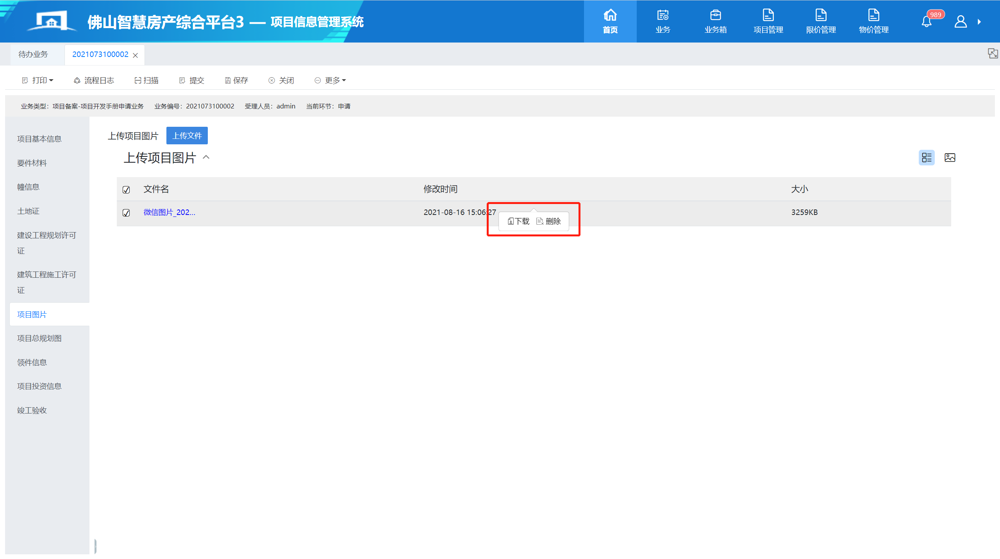 佛山智慧房产综合平台3 — 项目信息管理系统
首页 业务 业务箱 项目管理 限价管理 物价管理 989
待办业务 2021073100002
打印 流程日志 扫描 提交 保存 关闭 更多
业务类型：项目备案-项目开发手册申请业务 业务编号：2021073100002 受理人员：admin 当前环节：申请
项目基本信息
要件材料
幢信息
土地证
建设工程规划许可
证
建筑工程施工许可
证
项目图片
项目总规划图
领件信息
项目投资信息
竣工验收
上传项目图片 上传文件
上传项目图片
文件名 修改时间 大小
微信图片_202... 2021-08-16 15:06:27 3259KB
下载 删除